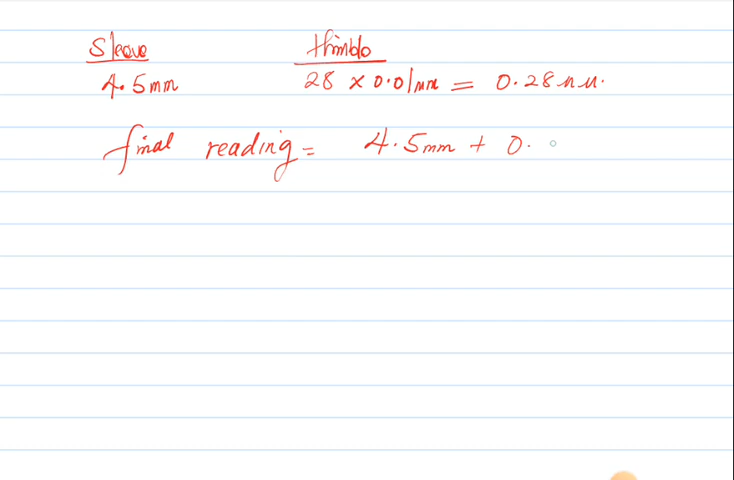 Sleeve thimble
4.5mm 28 x 0.01mm = 0.28mm.
final reading = 4.5mm + 0.